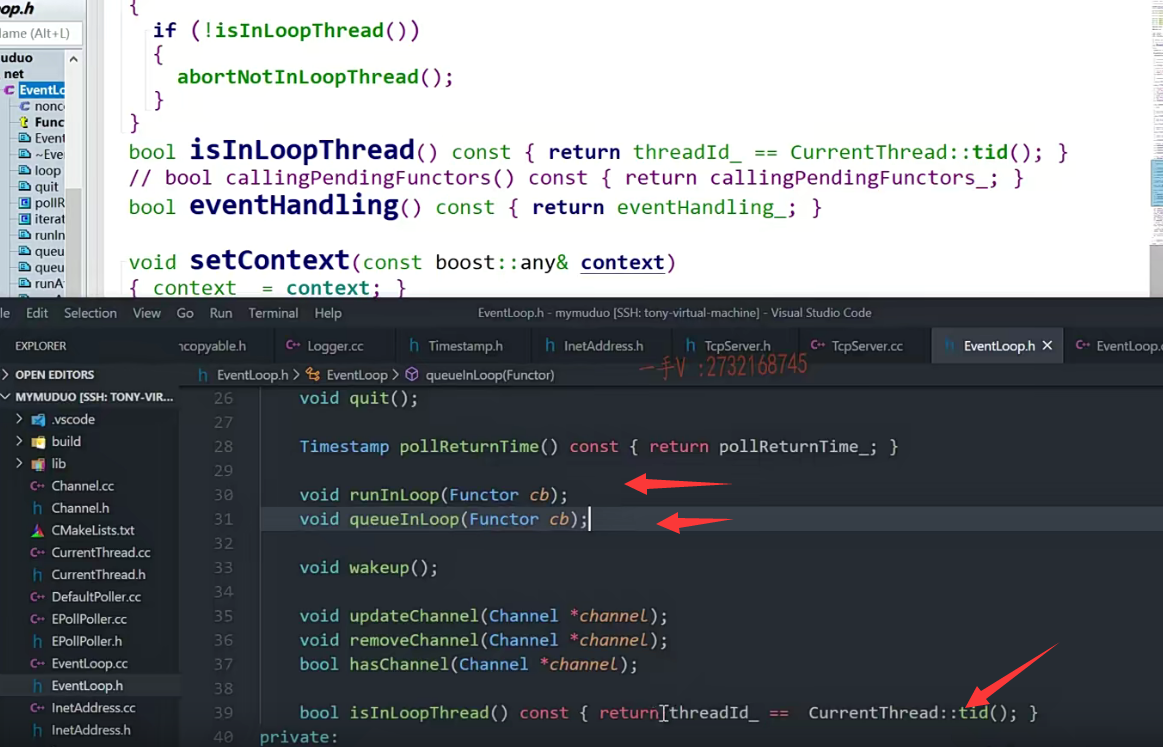 op.h
{
lame (Alt+L)
if (!isInLoopThread())
{
uduo
net
abortNotInLoopThread();
EventLo
}
nonc
Func
}
Event
~Eve
bool isInLoopThread() const { return threadId_ == CurrentThread::tid(); }
loop
// bool callingPendingFunctors() const { return callingPendingFunctors_; }
quit
pollR
bool eventHandling() const { return eventHandling_; }
iterat
runIn
queu
void setContext(const boost::any& context)
queu
runA
{ context_ = context; }
le Edit Selection View Go Run Terminal Help
EventLoop.h - mymuduo [SSH: tony-virtual-machine] - Visual Studio Code
EXPLORER
ncopyable.h
C++ Logger.cc
h Timestamp.h
h InetAddress.h
h TcpServer.h
C++ TcpServer.cc
h EventLoop.h
C++ EventLoop.c
一手V :2732168745
OPEN EDITORS
h EventLoop.h > EventLoop > queueInLoop(Functor)
MYMUDUO [SSH: TONY-VIR...
26 void quit();
.vscode
27
build
28 Timestamp pollReturnTime() const { return pollReturnTime_; }
lib
29
C++ Channel.cc
30 void runInLoop(Functor cb);
h Channel.h
31 void queueInLoop(Functor cb);
CMakeLists.txt
32
C++ CurrentThread.cc
33 void wakeup();
h CurrentThread.h
34
C++ DefaultPoller.cc
35 void updateChannel(Channel *channel);
C++ EPollPoller.cc
36 void removeChannel(Channel *channel);
h EPollPoller.h
37 bool hasChannel(Channel *channel);
C++ EventLoop.cc
38
h EventLoop.h
39 bool isInLoopThread() const { return threadId_ == CurrentThread::tid(); }
C++ InetAddress.cc
40 private:
h InetAddress.h